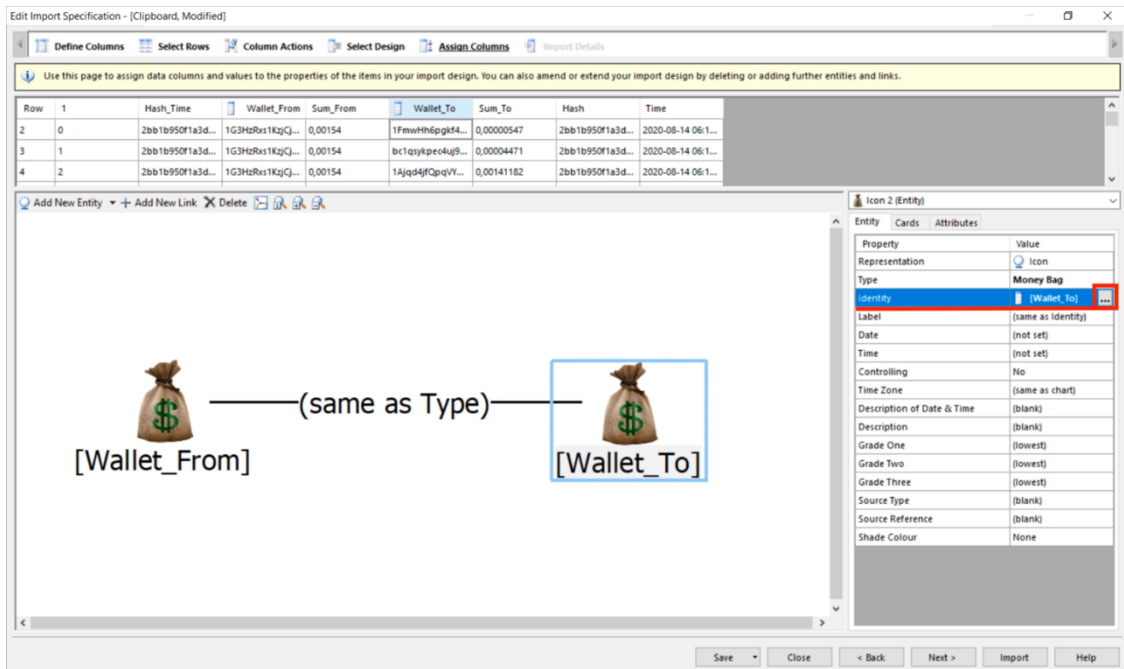 Edit Import Specification - [Clipboard, Modified]
Define Columns Select Rows Column Actions Select Design Assign Columns Import Details
Use this page to assign data columns and values to the properties of the items in your import design. You can also amend or extend your import design by deleting or adding further entities and links.
Row 1 Hash_Time Wallet_From Sum_From Wallet_To Sum_To Hash Time
2 0 2bb1b950f1a3d... 1G3HzRxs1KzjCj... 0,00154 1FmwHh6pgkf4... 0,00000547 2bb1b950f1a3d... 2020-08-14 06:1...
3 1 2bb1b950f1a3d... 1G3HzRxs1KzjCj... 0,00154 bc1qsykpec4uj9... 0,00004471 2bb1b950f1a3d... 2020-08-14 06:1...
4 2 2bb1b950f1a3d... 1G3HzRxs1KzjCj... 0,00154 1Ajqd4jfQpqVY... 0,00141182 2bb1b950f1a3d... 2020-08-14 06:1...
Add New Entity Add New Link Delete
[Wallet_From]
(same as Type)
[Wallet_To]
Icon 2 (Entity)
Entity Cards Attributes
Property Value
Representation Icon
Type Money Bag
Identity [Wallet_To] ...
Label (same as Identity)
Date (not set)
Time (not set)
Controlling No
Time Zone (same as chart)
Description of Date & Time (blank)
Description (blank)
Grade One (lowest)
Grade Two (lowest)
Grade Three (lowest)
Source Type (blank)
Source Reference (blank)
Shade Colour None
Save Close < Back Next > Import Help